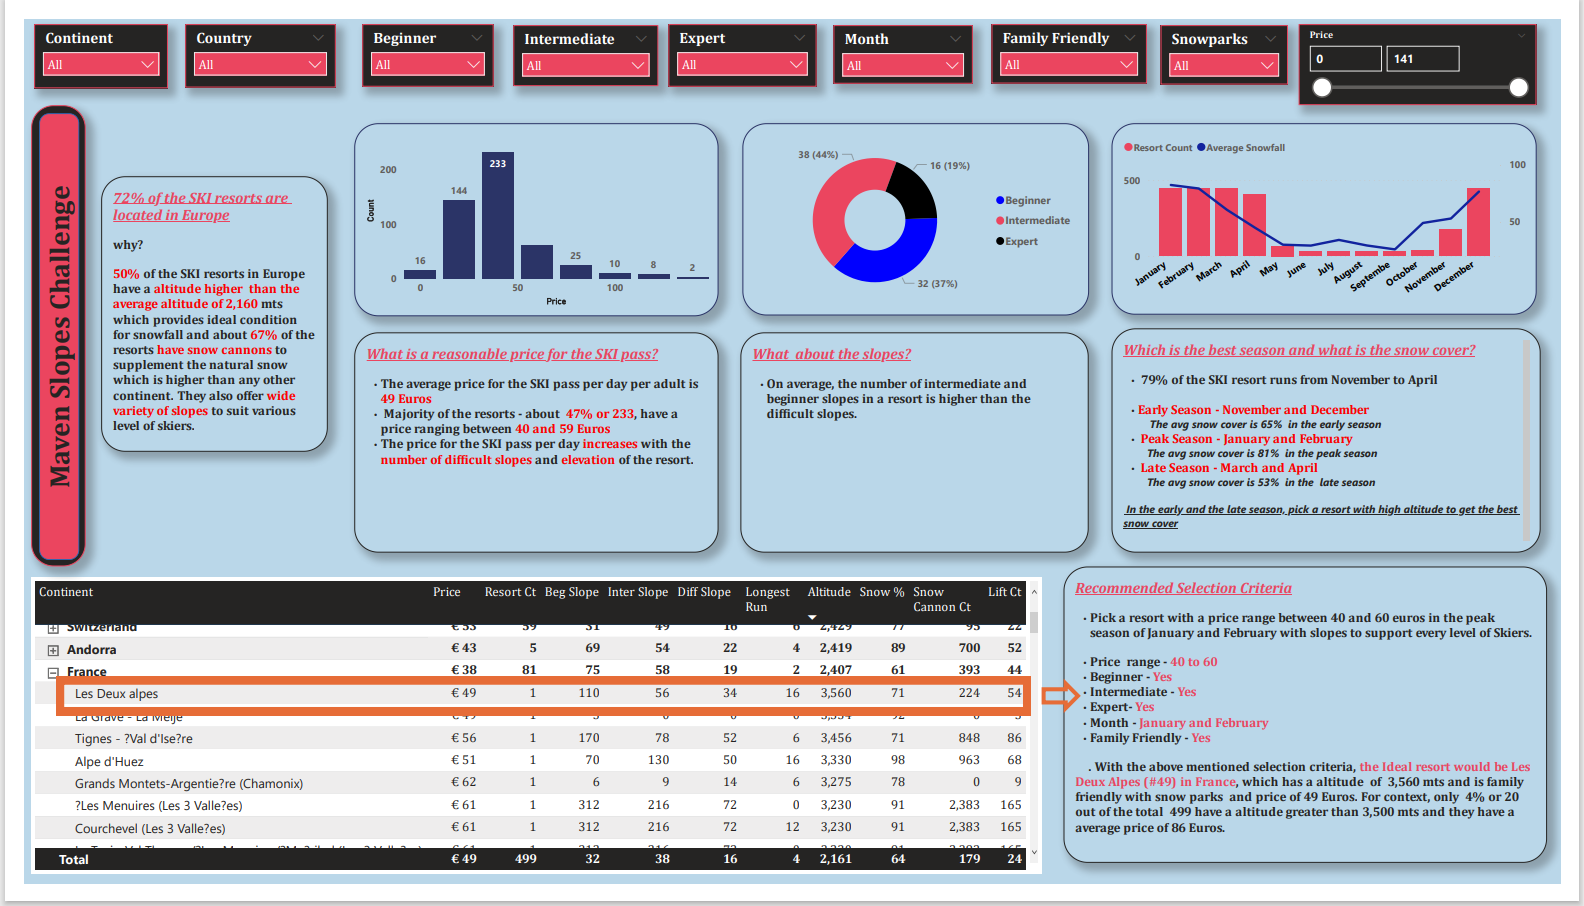 Continent
All
Country
All
Beginner
All
Intermediate
All
Expert
All
Month
All
Family Friendly
All
Snowparks
All
Price
0
141
Maven Slopes Challenge
72% of the SKI resorts are
located in Europe
why?
50% of the SKI resorts in Europe
have a altitude higher than the
average altitude of 2,160 mts
which provides ideal condition
for snowfall and about 67% of the
resorts have snow cannons to
supplement the natural snow
which is higher than any other
continent. They also offer wide
variety of slopes to suit various
level of skiers.
Count
200
100
0
16
144
233
25
10
8
2
0
50
100
Price
38 (44%)
16 (19%)
32 (37%)
Beginner
Intermediate
Expert
Resort Count
Average Snowfall
500
0
100
50
January
February
March
April
May
June
July
August
Septembe
October
November
December
What is a reasonable price for the SKI pass?
· The average price for the SKI pass per day per adult is
49 Euros
· Majority of the resorts - about 47% or 233, have a
price ranging between 40 and 59 Euros
· The price for the SKI pass per day increases with the
number of difficult slopes and elevation of the resort.
What about the slopes?
· On average, the number of intermediate and
beginner slopes in a resort is higher than the
difficult slopes.
Which is the best season and what is the snow cover?
· 79% of the SKI resort runs from November to April
· Early Season - November and December
The avg snow cover is 65% in the early season
· Peak Season - January and February
The avg snow cover is 81% in the peak season
· Late Season - March and April
The avg snow cover is 53% in the late season
In the early and the late season, pick a resort with high altitude to get the best
snow cover
Continent Price Resort Ct Beg Slope Inter Slope Diff Slope Longest Run Altitude Snow % Snow Cannon Ct Lift Ct
Switzerland € 53 59 31 49 16 6 2,429 77 95 22
Andorra € 43 5 69 54 22 4 2,419 89 700 52
France € 38 81 75 58 19 2 2,407 61 393 44
Les Deux alpes € 49 1 110 56 34 16 3,560 71 224 54
La Grave - La Meije € 49 1
Tignes - ?Val d'Ise?re € 56 1 170 78 52 6 3,456 71 848 86
Alpe d'Huez € 51 1 70 130 50 16 3,330 98 963 68
Grands Montets-Argentie?re (Chamonix) € 62 1 6 9 14 6 3,275 78 0 9
?Les Menuires (Les 3 Valle?es) € 61 1 312 216 72 0 3,230 91 2,383 165
Courchevel (Les 3 Valle?es) € 61 1 312 216 72 12 3,230 91 2,383 165
Total € 49 499 32 38 16 4 2,161 64 179 24
Recommended Selection Criteria
· Pick a resort with a price range between 40 and 60 euros in the peak
season of January and February with slopes to support every level of Skiers.
· Price range - 40 to 60
· Beginner - Yes
· Intermediate - Yes
· Expert- Yes
· Month - January and February
· Family Friendly - Yes
. With the above mentioned selection criteria, the Ideal resort would be Les
Deux Alpes (#49) in France, which has a altitude of 3,560 mts and is family
friendly with snow parks and price of 49 Euros. For context, only 4% or 20
out of the total 499 have a altitude greater than 3,500 mts and they have a
average price of 86 Euros.